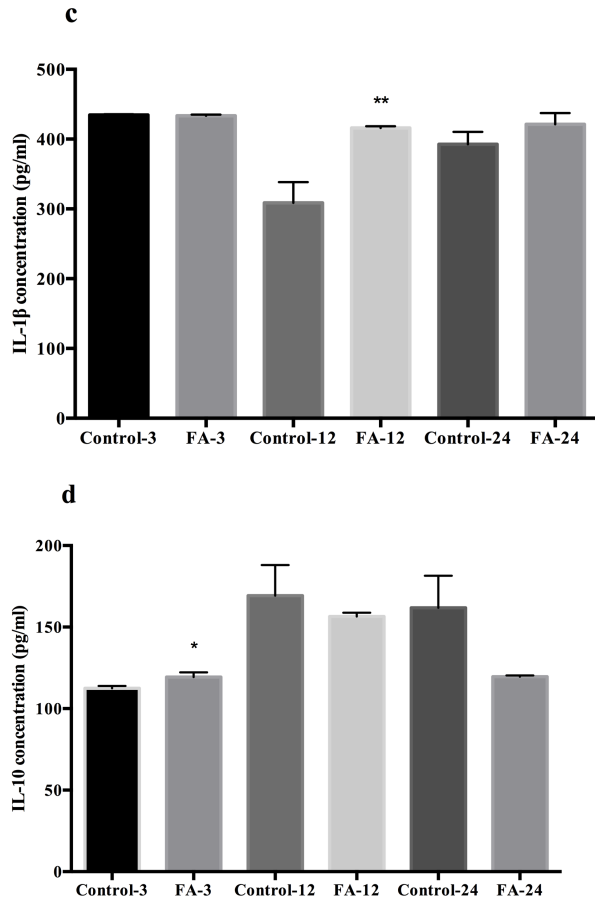 c
IL-1β concentration (pg/ml)
500
400
300
200
100
0
**
Control-3 FA-3 Control-12 FA-12 Control-24 FA-24
d
IL-10 concentration (pg/ml)
200
150
100
50
0
*
Control-3 FA-3 Control-12 FA-12 Control-24 FA-24